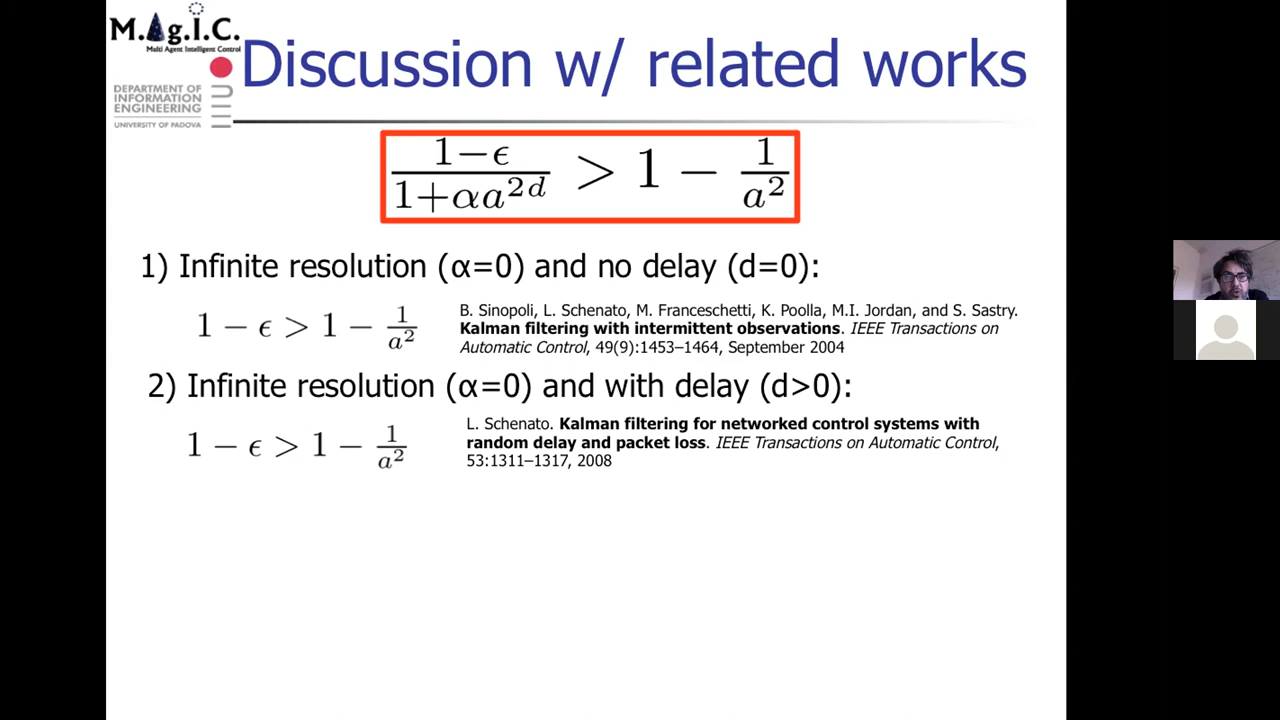 M.AgIC.
Multi Agent Intelligent Control
DEPARTMENT OF
INFORMATION
ENGINEERING
UNIVERSITY OF PADOVA
Discussion w/ related works
(1−ϵ)/(1+αa^{2d}) > 1 − 1/a²
1) Infinite resolution (α=0) and no delay (d=0):
1 − ϵ > 1 − 1/a²
B. Sinopoli, L. Schenato, M. Franceschetti, K. Poolla, M.I. Jordan, and S. Sastry.
Kalman filtering with intermittent observations. IEEE Transactions on
Automatic Control, 49(9):1453–1464, September 2004
2) Infinite resolution (α=0) and with delay (d>0):
1 − ϵ > 1 − 1/a²
L. Schenato. Kalman filtering for networked control systems with
random delay and packet loss. IEEE Transactions on Automatic Control,
53:1311–1317, 2008